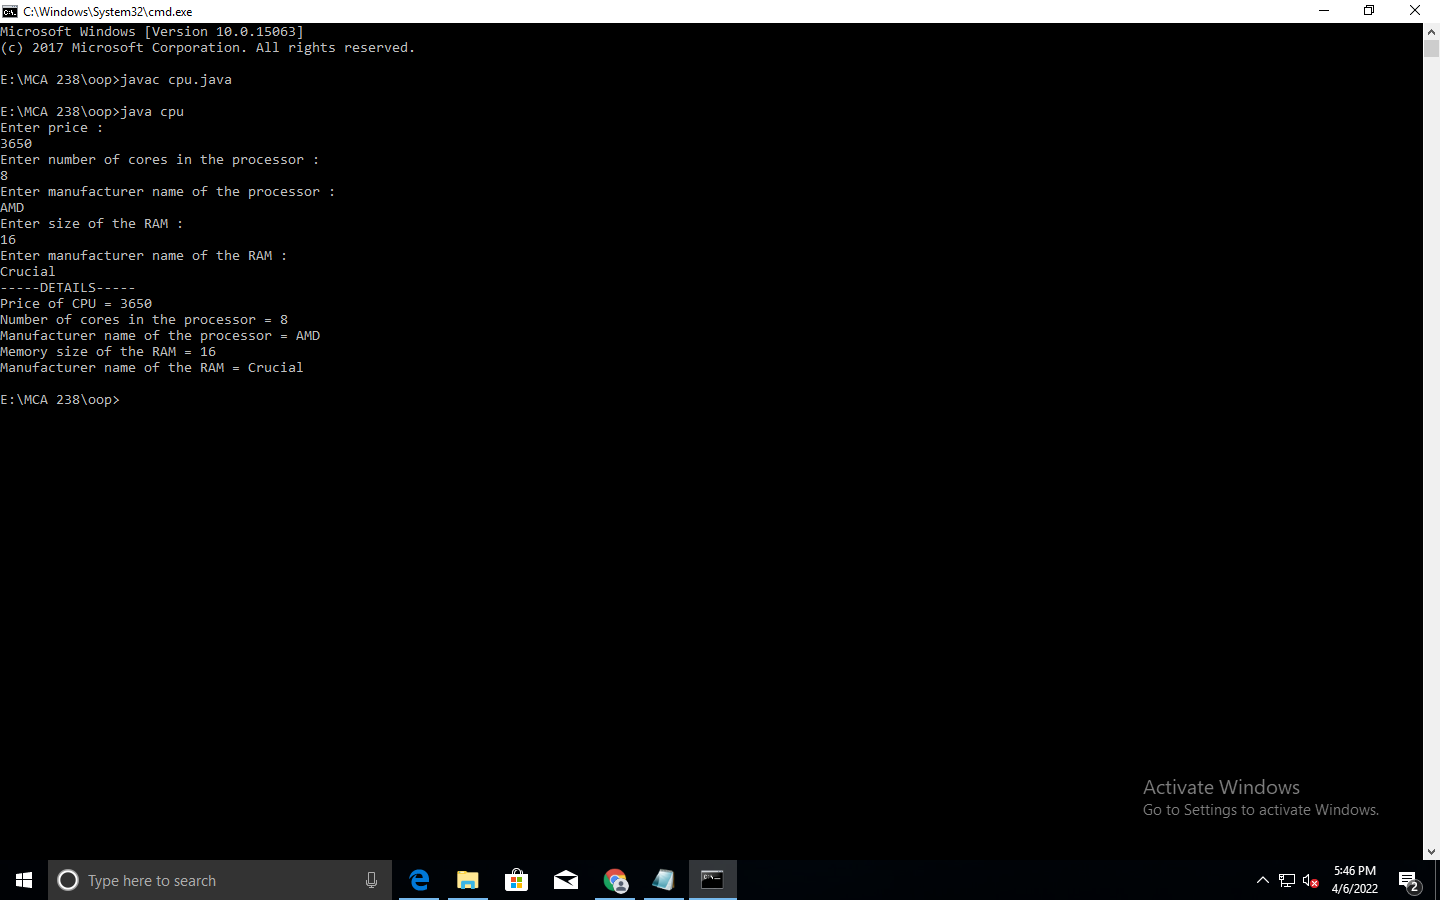 C:\Windows\System32\cmd.exe
Microsoft Windows [Version 10.0.15063]
(c) 2017 Microsoft Corporation. All rights reserved.
E:\MCA 238\oop>javac cpu.java
E:\MCA 238\oop>java cpu
Enter price :
3650
Enter number of cores in the processor :
8
Enter manufacturer name of the processor :
AMD
Enter size of the RAM :
16
Enter manufacturer name of the RAM :
Crucial
-----DETAILS-----
Price of CPU = 3650
Number of cores in the processor = 8
Manufacturer name of the processor = AMD
Memory size of the RAM = 16
Manufacturer name of the RAM = Crucial
E:\MCA 238\oop>
Activate Windows
Go to Settings to activate Windows.
Type here to search
5:46 PM
4/6/2022
2